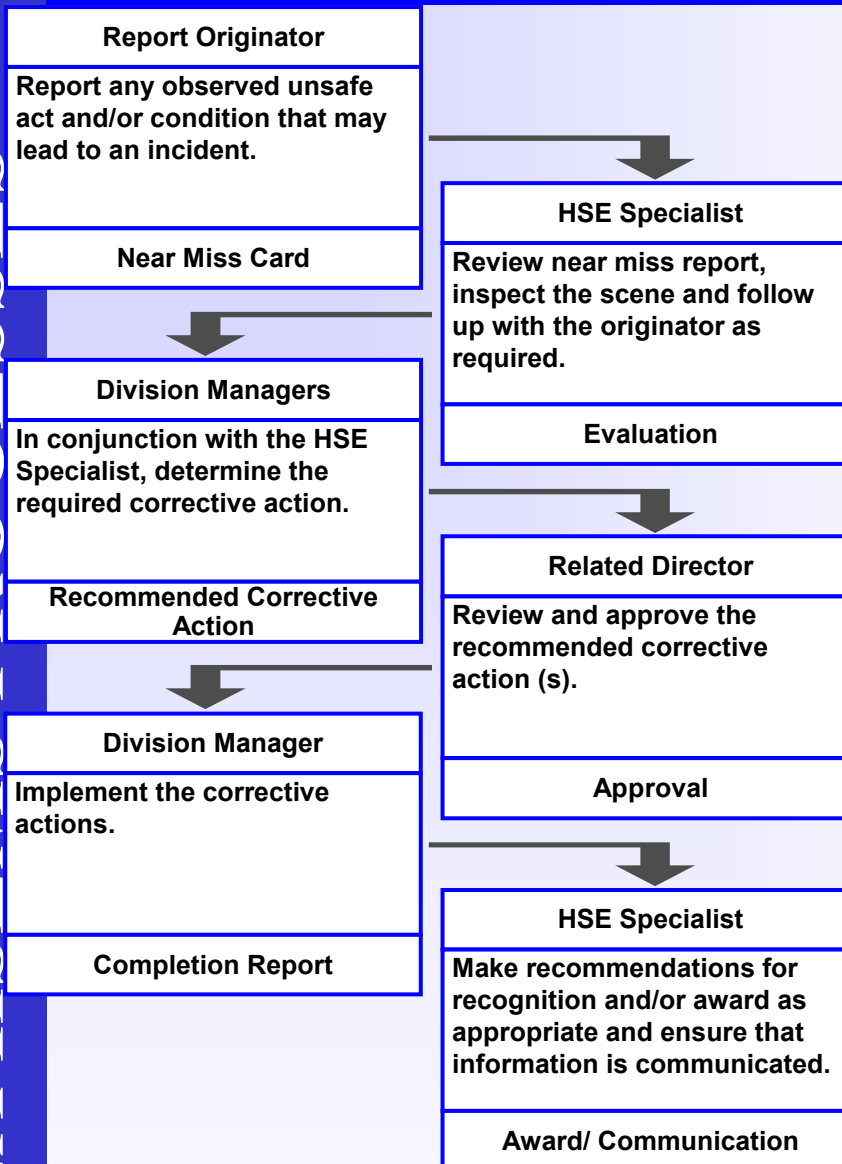 Report Originator
Report any observed unsafe
act and/or condition that may
lead to an incident.
Near Miss Card
HSE Specialist
Review near miss report,
inspect the scene and follow
up with the originator as
required.
Evaluation
Division Managers
In conjunction with the HSE
Specialist, determine the
required corrective action.
Recommended Corrective
Action
Related Director
Review and approve the
recommended corrective
action (s).
Approval
Division Manager
Implement the corrective
actions.
Completion Report
HSE Specialist
Make recommendations for
recognition and/or award as
appropriate and ensure that
information is communicated.
Award/ Communication